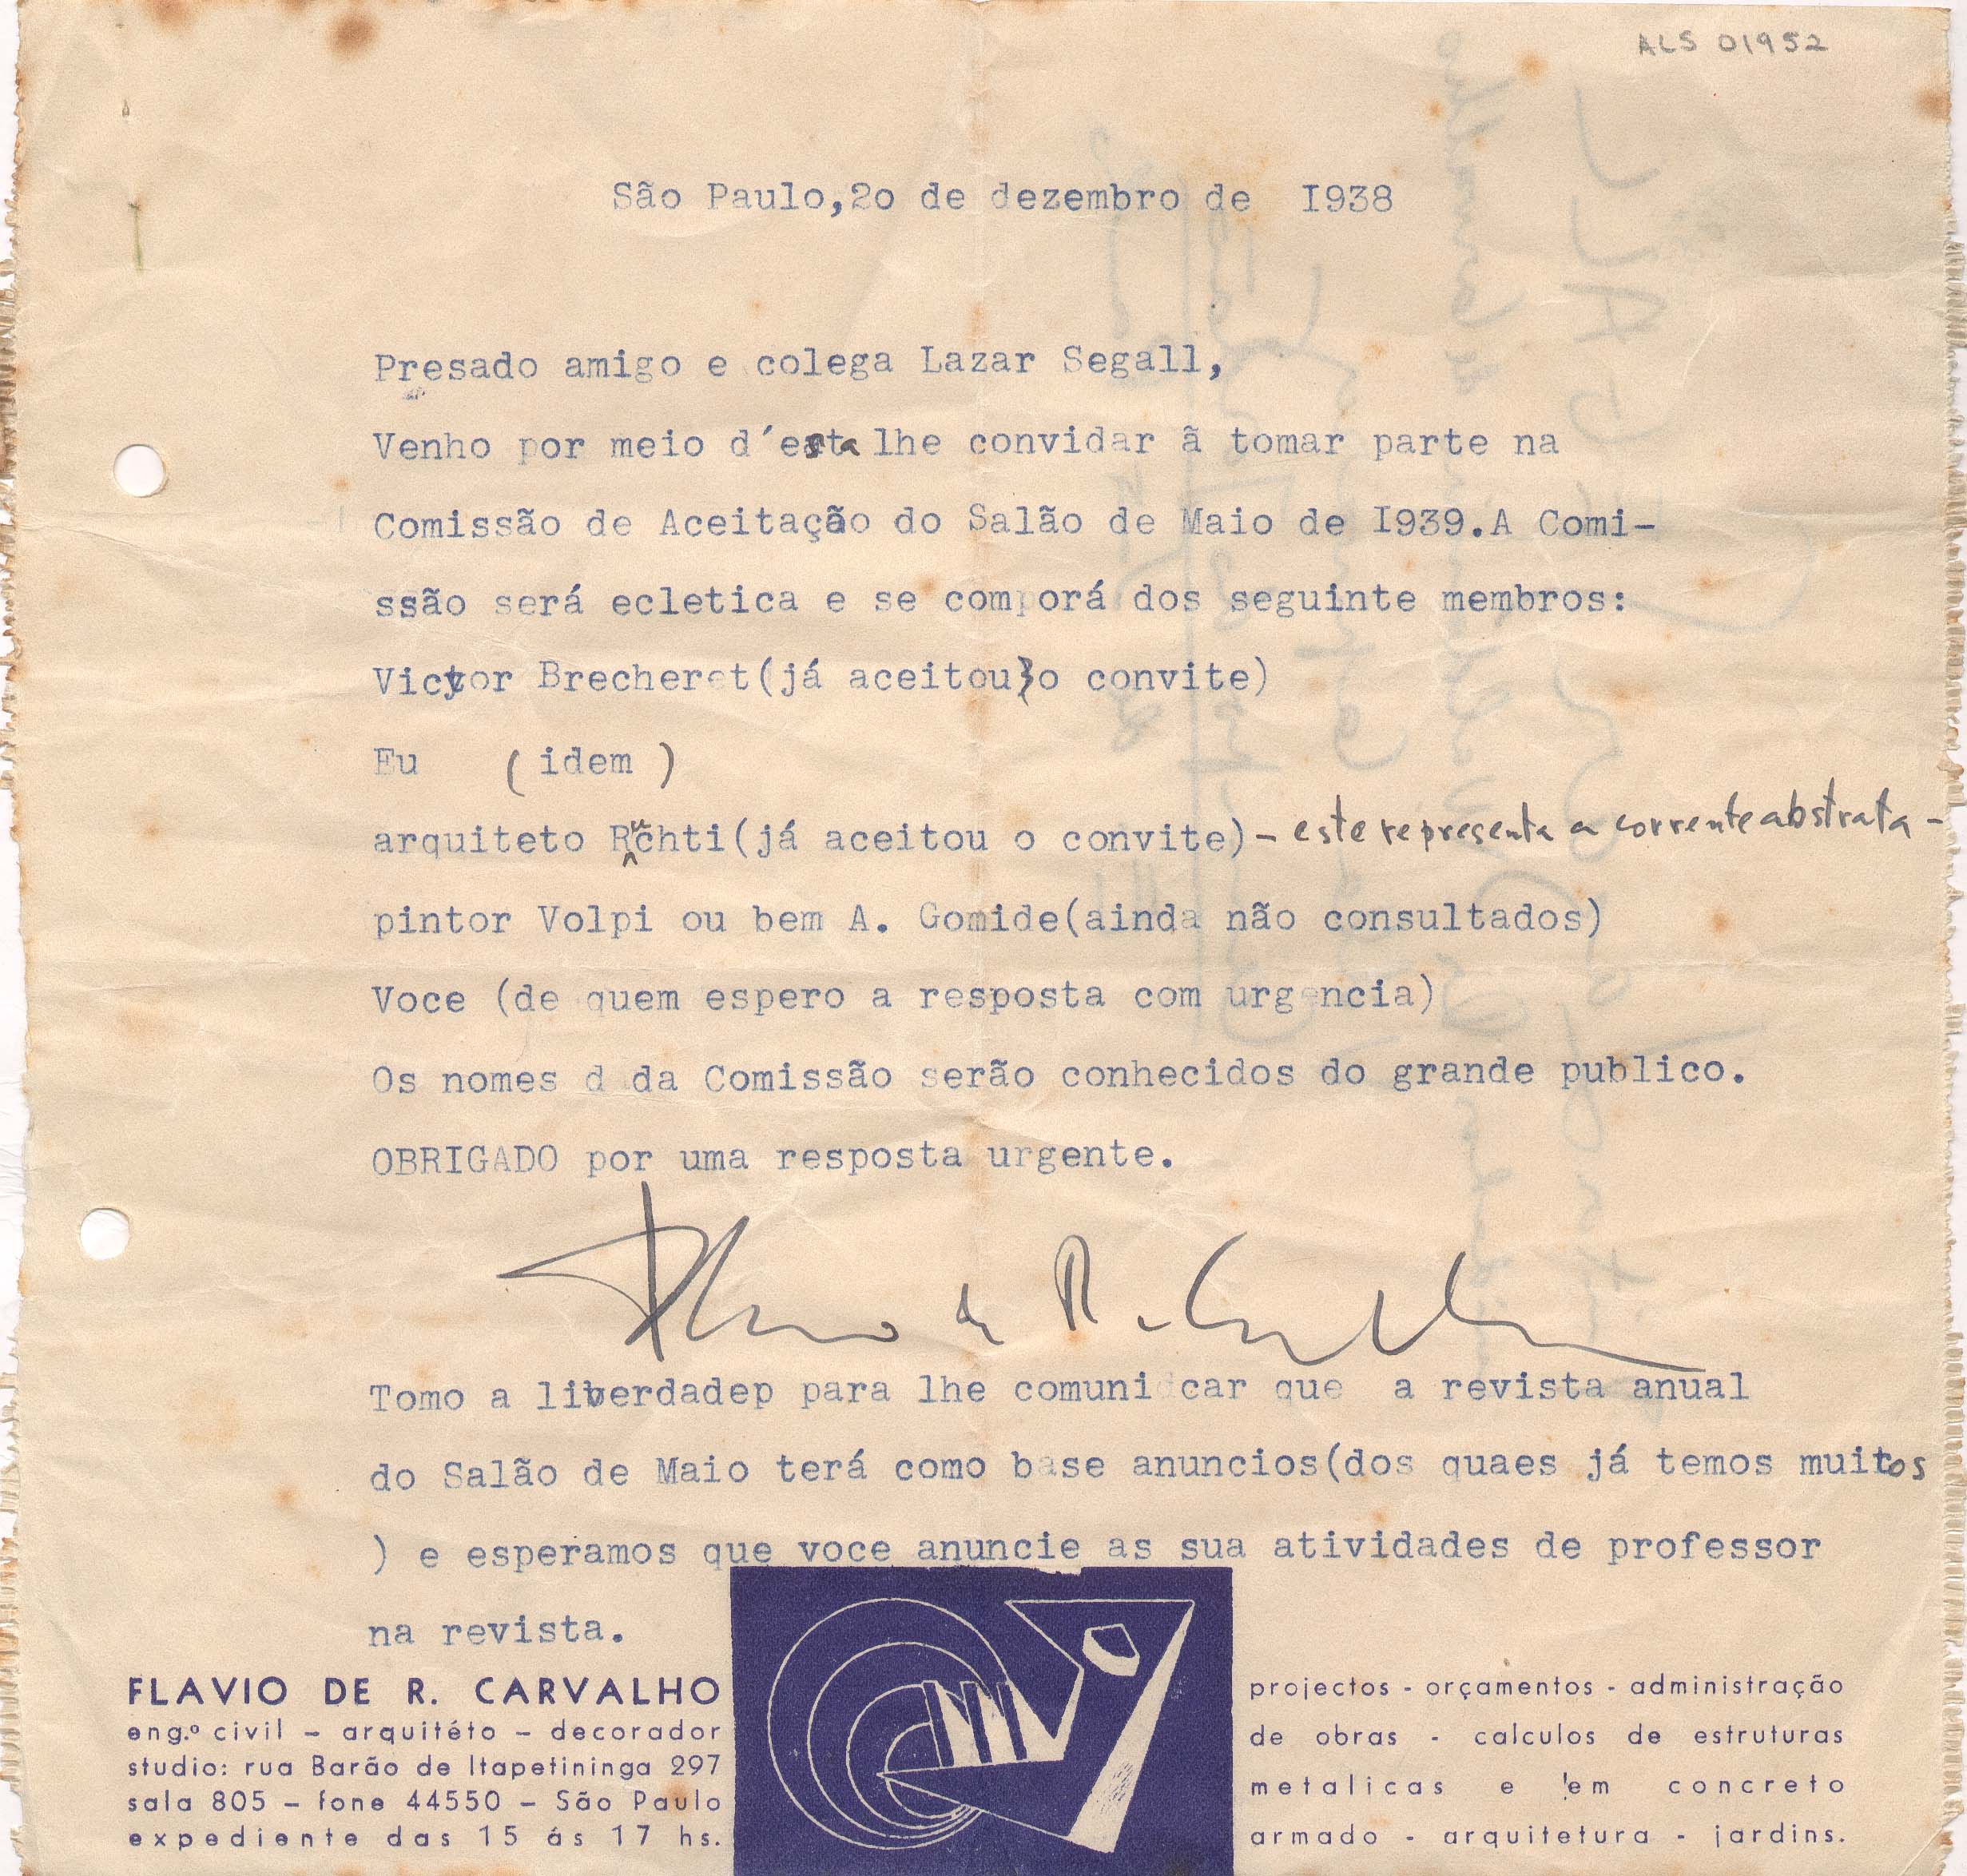 ALS 01952
São Paulo,2o de dezembro de I938
Presado amigo e colega Lazar Segall,
Venho por meio d'esta lhe convidar ã tomar parte na
Comissão de Aceitação do Salão de Maio de I939.A Comi-
ssão será ecletica e se comporá dos seguinte membros:
Victor Brecheret(já aceitou o convite)
Eu ( idem )
arquiteto (já aceitou o convite)- este representa a corrente abstrata -
pintor Volpi ou bem A. Gomide(ainda não consultados)
Voce (de quem espero a resposta com urgencia)
Os nomes d da Comissão serão conhecidos do grande publico.
OBRIGADO por uma resposta urgente.
Flavio de R. Carvalho
Tomo a liberdadep para lhe comunicar que a revista anual
do Salão de Maio terá como base anuncios(dos quaes já temos muitos
) e esperamos que voce anuncie as sua atividades de professor
na revista.
FLAVIO DE R. CARVALHO
eng.º civil – arquitéto – decorador
studio: rua Barão de Itapetininga 297
sala 805 – fone 44550 – São Paulo
expediente das 15 ás 17 hs.
projectos - orçamentos - administração
de obras - calculos de estruturas
metalicas e em concreto
armado - arquitetura - jardins.